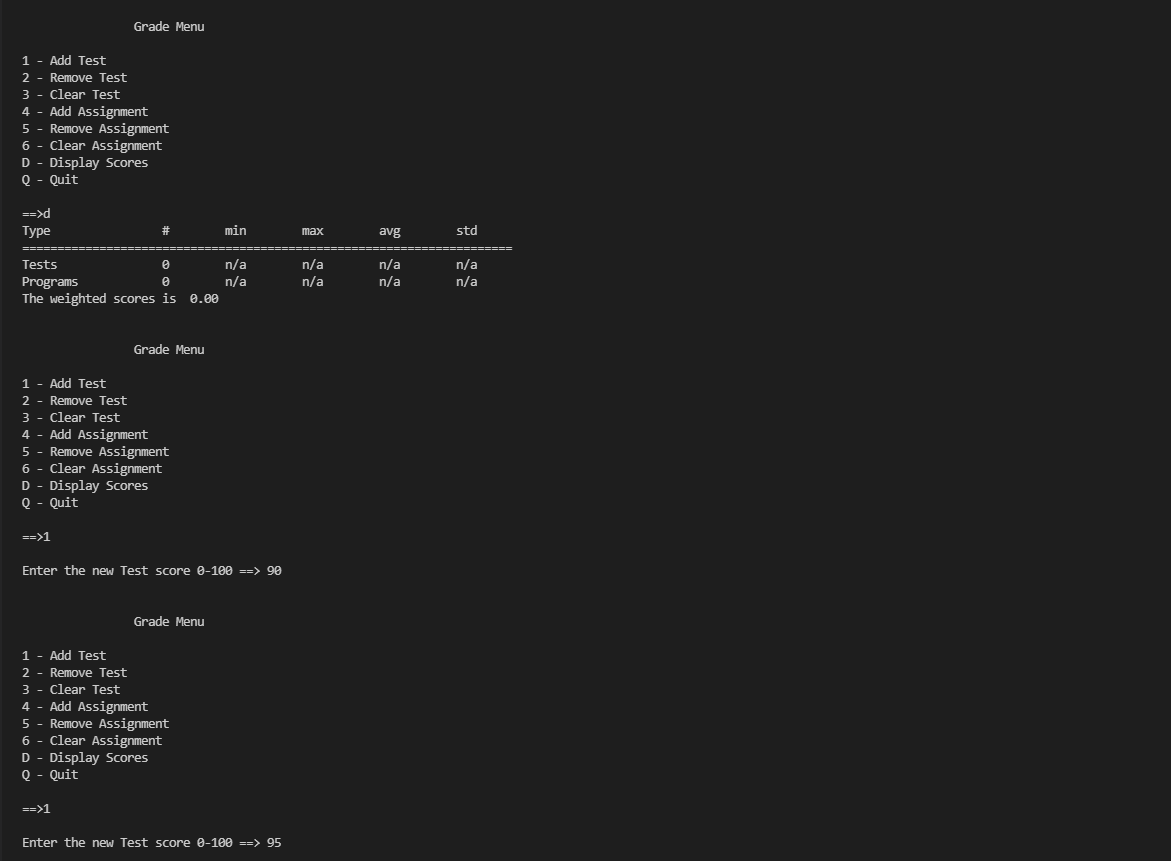 Grade Menu
1 - Add Test
2 - Remove Test
3 - Clear Test
4 - Add Assignment
5 - Remove Assignment
6 - Clear Assignment
D - Display Scores
Q - Quit
==>d
Type # min max avg std
======================================================================
Tests 0 n/a n/a n/a n/a
Programs 0 n/a n/a n/a n/a
The weighted scores is  0.00
Grade Menu
1 - Add Test
2 - Remove Test
3 - Clear Test
4 - Add Assignment
5 - Remove Assignment
6 - Clear Assignment
D - Display Scores
Q - Quit
==>1
Enter the new Test score 0-100 ==> 90
Grade Menu
1 - Add Test
2 - Remove Test
3 - Clear Test
4 - Add Assignment
5 - Remove Assignment
6 - Clear Assignment
D - Display Scores
Q - Quit
==>1
Enter the new Test score 0-100 ==> 95